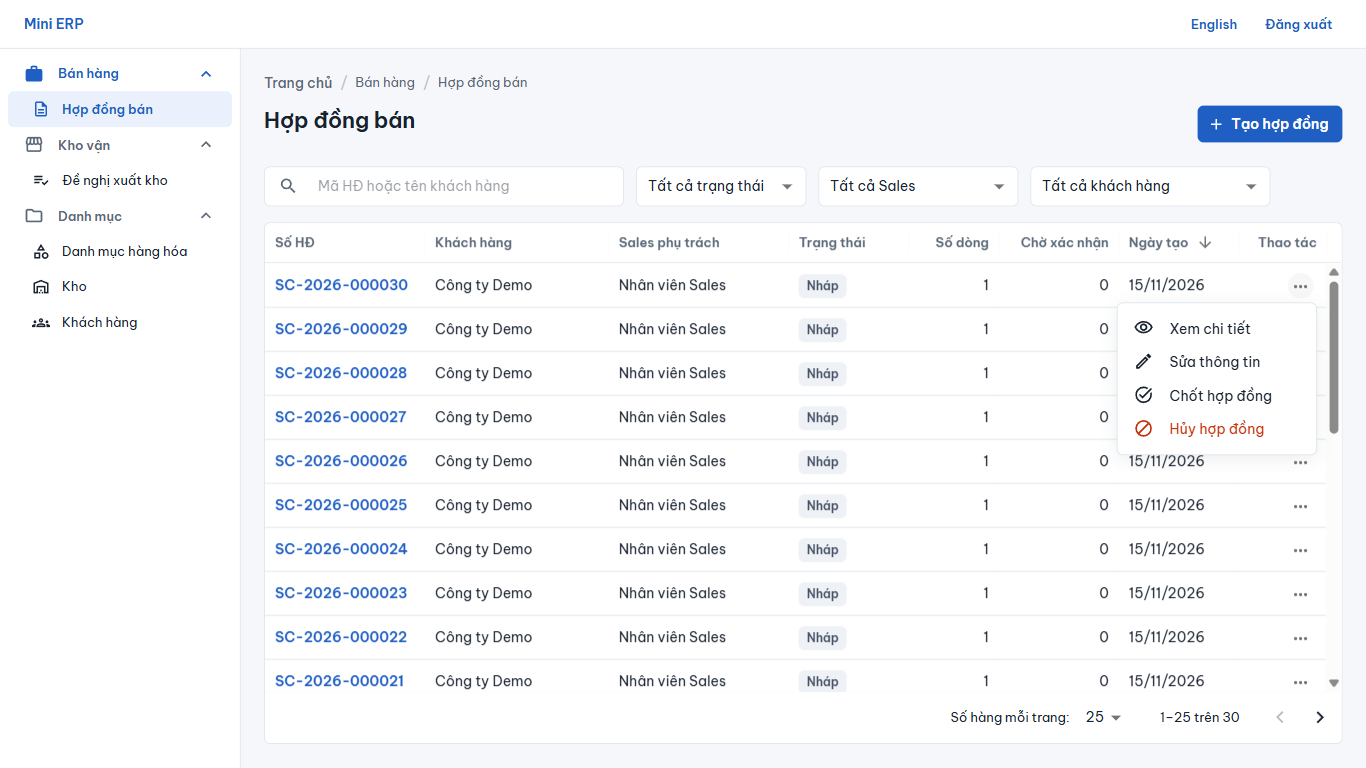 Mini ERP
English
Đăng xuất
Bán hàng
Hợp đồng bán
Kho vận
Đề nghị xuất kho
Danh mục
Danh mục hàng hóa
Kho
Khách hàng
Trang chủ / Bán hàng / Hợp đồng bán
Hợp đồng bán
+ Tạo hợp đồng
Mã HĐ hoặc tên khách hàng
Tất cả trạng thái
Tất cả Sales
Tất cả khách hàng
Số HĐ Khách hàng Sales phụ trách Trạng thái Số dòng Chờ xác nhận Ngày tạo Thao tác
SC-2026-000030 Công ty Demo Nhân viên Sales Nháp 1 0 15/11/2026
SC-2026-000029 Công ty Demo Nhân viên Sales Nháp 1 0
SC-2026-000028 Công ty Demo Nhân viên Sales Nháp 1 0
SC-2026-000027 Công ty Demo Nhân viên Sales Nháp 1 0
SC-2026-000026 Công ty Demo Nhân viên Sales Nháp 1 0 15/11/2026
SC-2026-000025 Công ty Demo Nhân viên Sales Nháp 1 0 15/11/2026
SC-2026-000024 Công ty Demo Nhân viên Sales Nháp 1 0 15/11/2026
SC-2026-000023 Công ty Demo Nhân viên Sales Nháp 1 0 15/11/2026
SC-2026-000022 Công ty Demo Nhân viên Sales Nháp 1 0 15/11/2026
SC-2026-000021 Công ty Demo Nhân viên Sales Nháp 1 0 15/11/2026
Xem chi tiết
Sửa thông tin
Chốt hợp đồng
Hủy hợp đồng
Số hàng mỗi trang: 25 1–25 trên 30